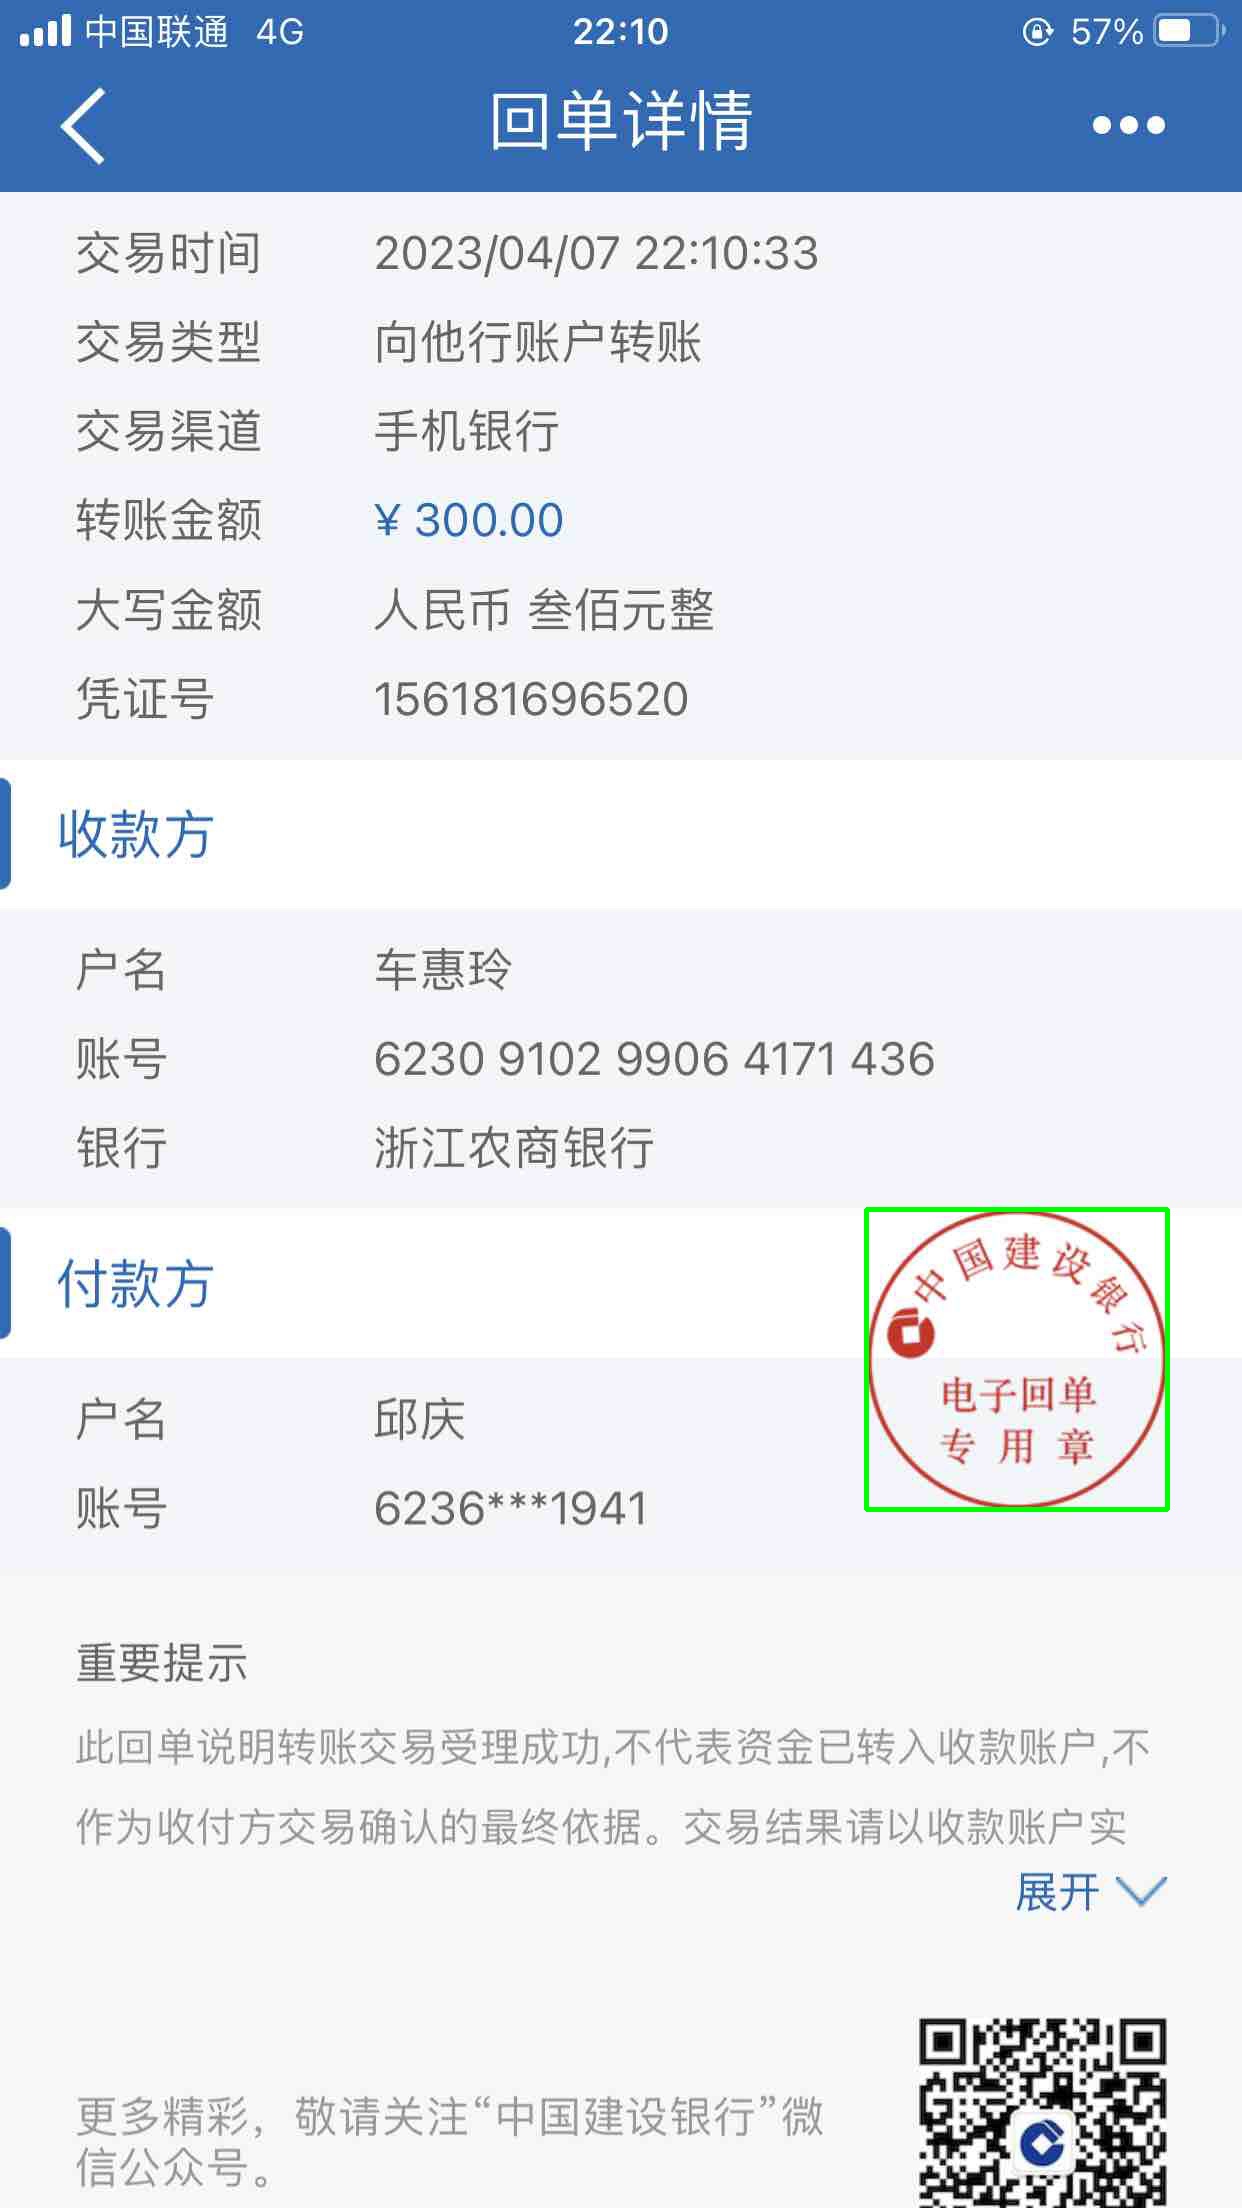 中国联通 4G 22:10 57%
回单详情
交易时间 2023/04/07 22:10:33
交易类型 向他行账户转账
交易渠道 手机银行
转账金额 ¥ 300.00
大写金额 人民币 叁佰元整
凭证号 156181696520
收款方
户名 车惠玲
账号 6230 9102 9906 4171 436
银行 浙江农商银行
付款方
中国建设银行
电子回单
专用章
户名 邱庆
账号 6236***1941
重要提示
此回单说明转账交易受理成功,不代表资金已转入收款账户,不
作为收付方交易确认的最终依据。交易结果请以收款账户实
展开
更多精彩，敬请关注“中国建设银行”微
信公众号。